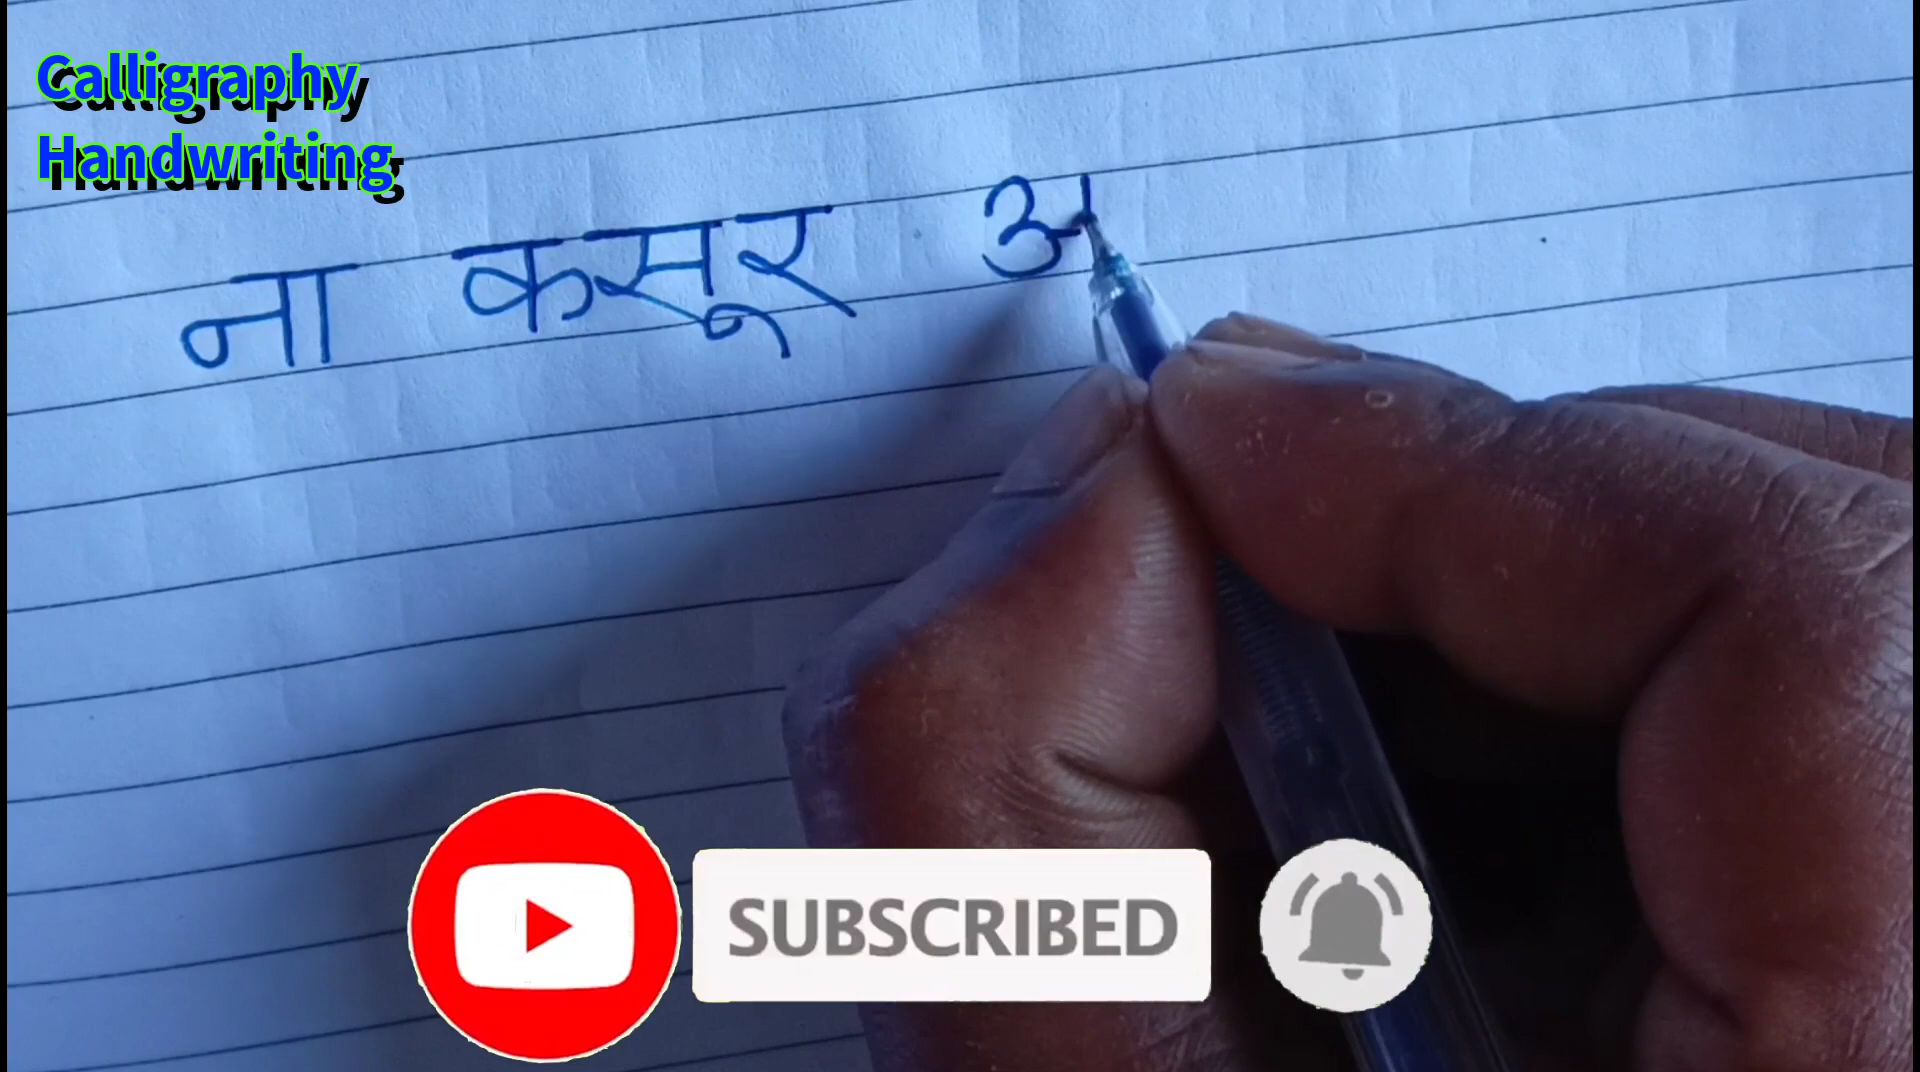 Calligraphy
Handwriting
ना कसूर अ
SUBSCRIBED